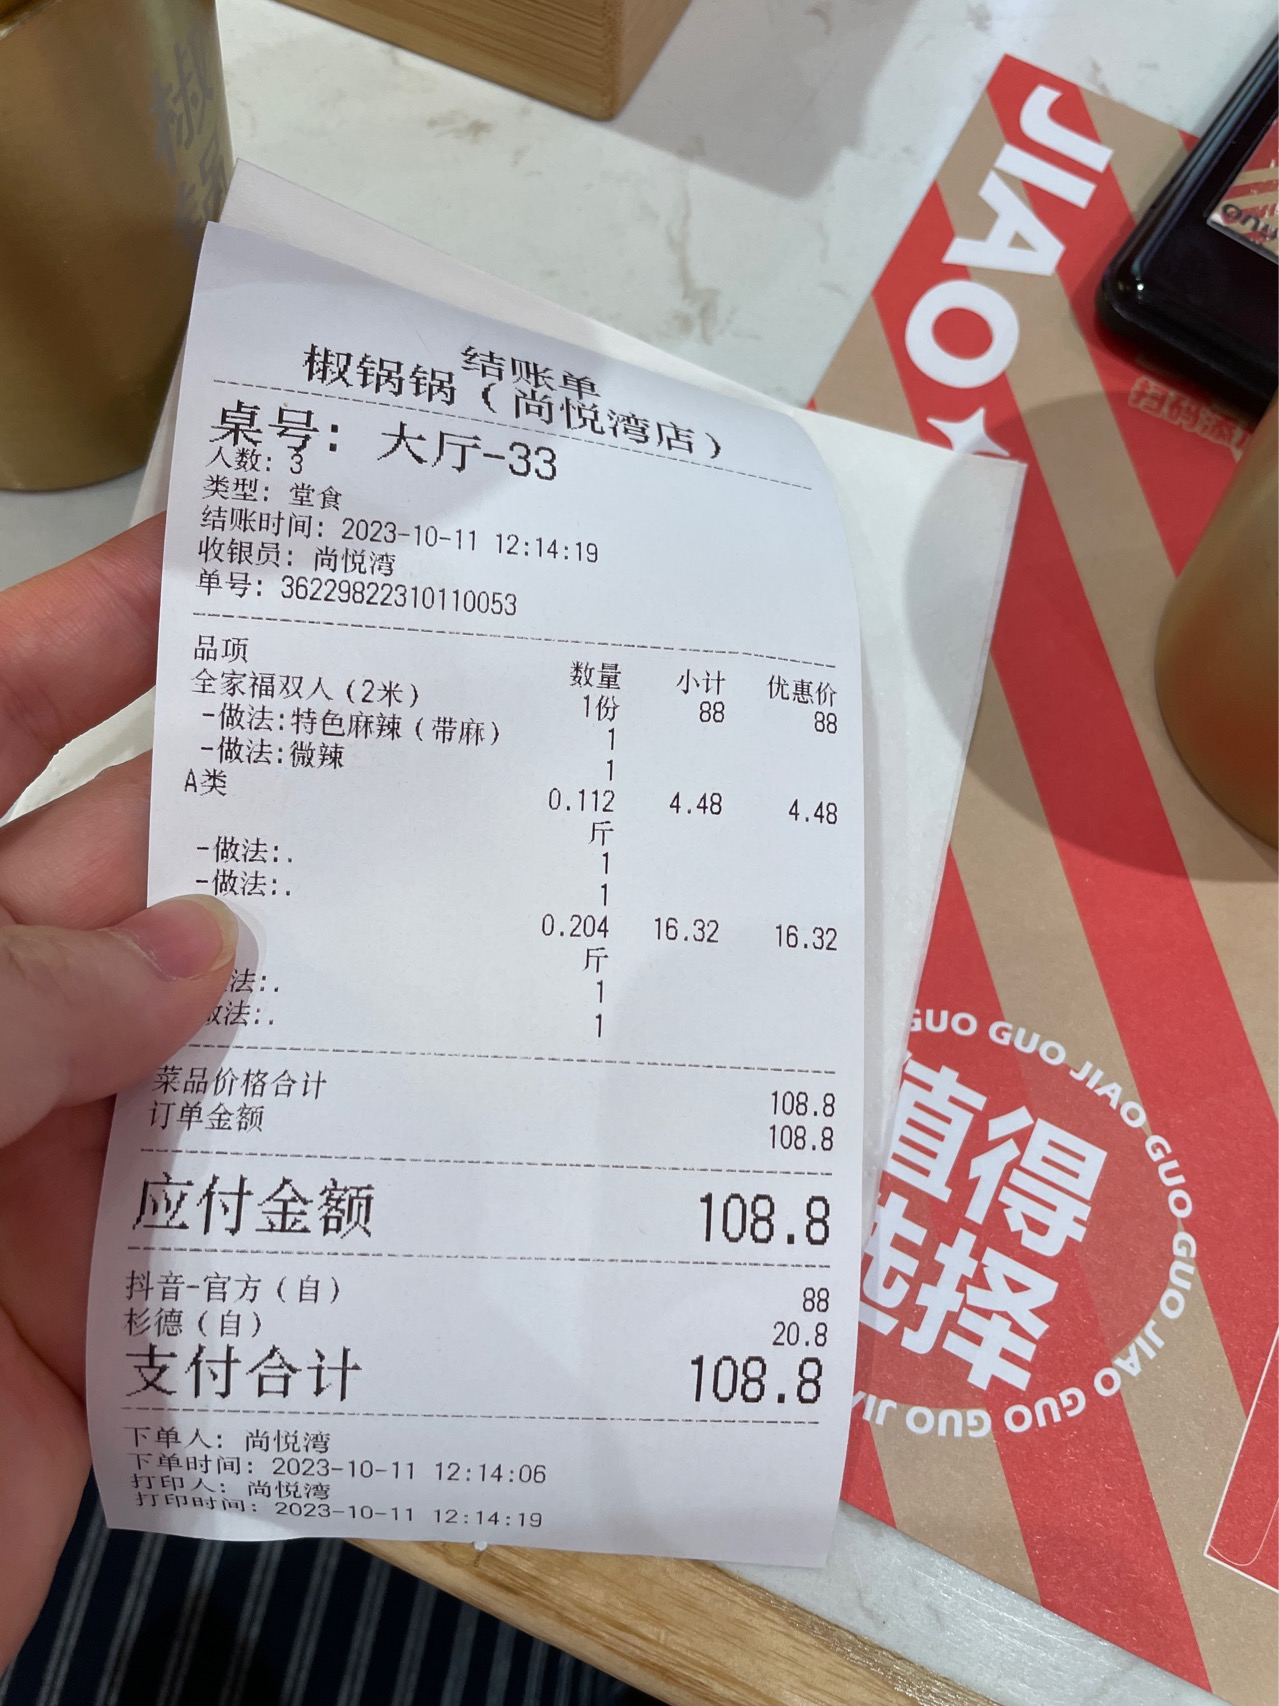 结账单
椒锅锅（尚悦湾店）
桌号：大厅-33
人数：3
类型：堂食
结账时间：2023-10-11 12:14:19
收银员：尚悦湾
单号：36229822310110053
品项 数量 小计 优惠价
全家福双人（2米） 1份 88 88
-做法:特色麻辣（带麻） 1
-做法:微辣 1
A类 0.112 4.48 4.48
斤
-做法:. 1
-做法:. 1
0.204 16.32 16.32
斤
法:. 1
做法:. 1
菜品价格合计 108.8
订单金额 108.8
应付金额 108.8
抖音-官方（自） 88
杉德（自） 20.8
支付合计 108.8
下单人：尚悦湾
下单时间：2023-10-11 12:14:06
打印人：尚悦湾
打印时间：2023-10-11 12:14:19
JIAO
GUO GUO JIAO GUO GUO JIAO GUO GUO
值得
选择
椒